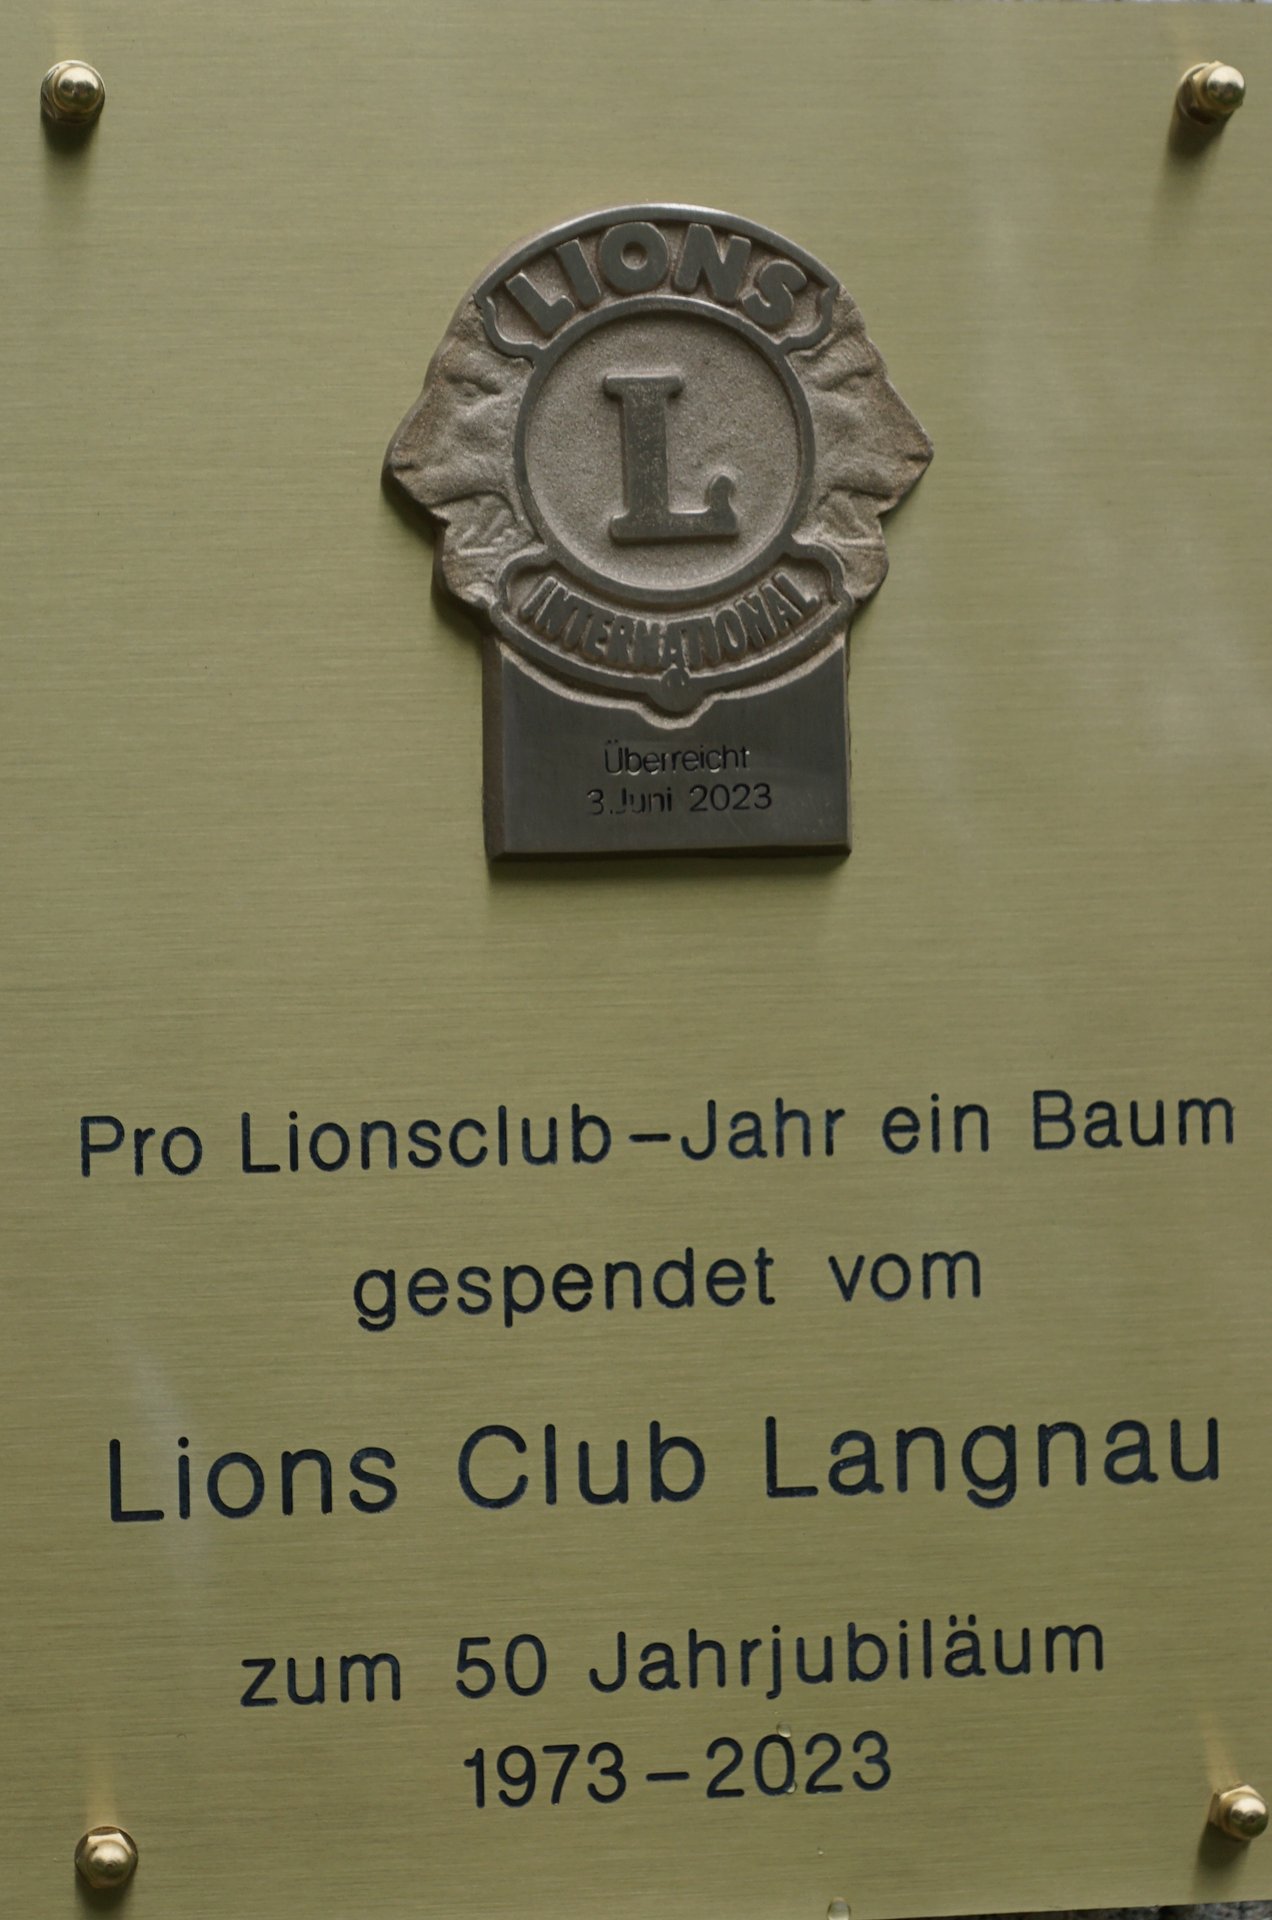 LIONS
L
INTERNATIONAL
Überreicht
3.Juni 2023
Pro Lionsclub-Jahr ein Baum
gespendet vom
Lions Club Langnau
zum 50 Jahrjubiläum
1973-2023